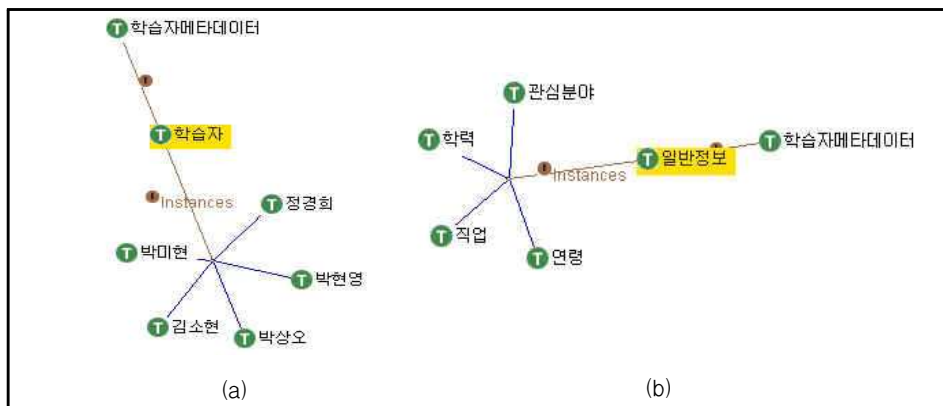 T 학습자메타데이터
T 학습자
Instances
T 정경희
T 박미현
T 박현영
T 김소현
T 박상오
(a)
T 관심분야
T 학력
T 학습자메타데이터
T 일반정보
Instances
T 직업
T 연령
(b)